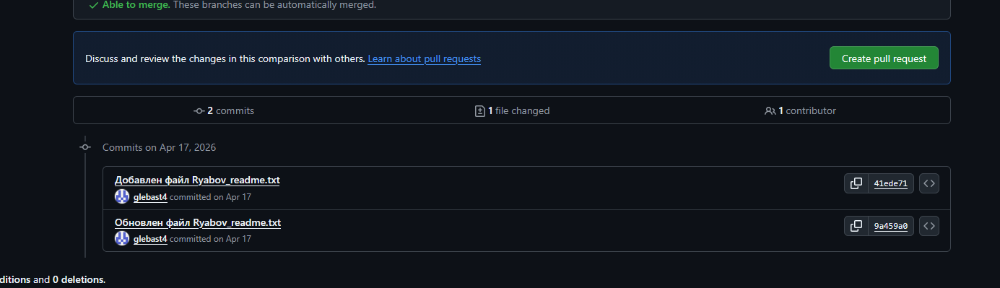 Able to merge. These branches can be automatically merged.
Discuss and review the changes in this comparison with others. Learn about pull requests
Create pull request
2 commits
1 file changed
1 contributor
Commits on Apr 17, 2026
Добавлен файл Ryabov_readme.txt
41ede71
glebast4 committed on Apr 17
Обновлен файл Ryabov_readme.txt
9a459a0
glebast4 committed on Apr 17
ditions and 0 deletions.